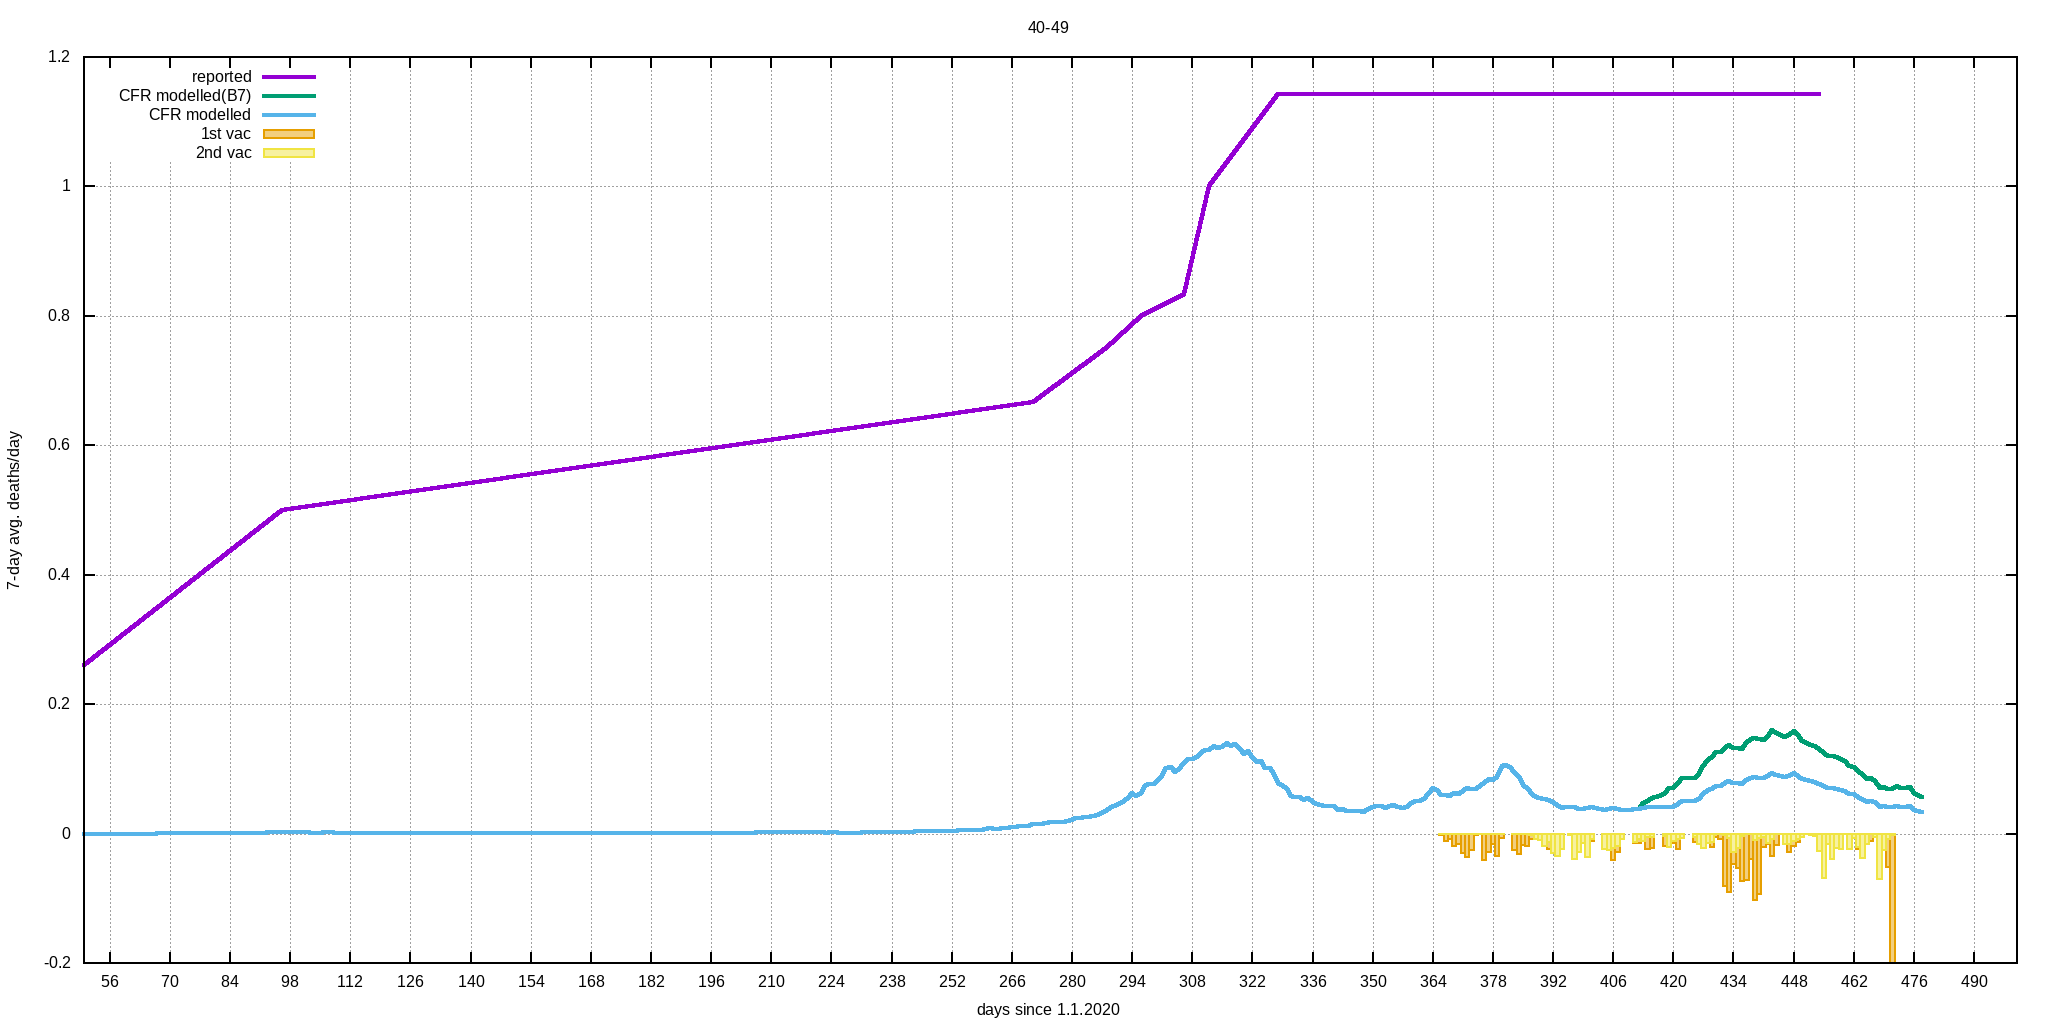 40-49
reported
CFR modelled(B7)
CFR modelled
1st vac
2nd vac
1.2
1
0.8
0.6
0.4
0.2
0
-0.2
7-day avg. deaths/day
56 70 84 98 112 126 140 154 168 182 196 210 224 238 252 266 280 294 308 322 336 350 364 378 392 406 420 434 448 462 476 490
days since 1.1.2020